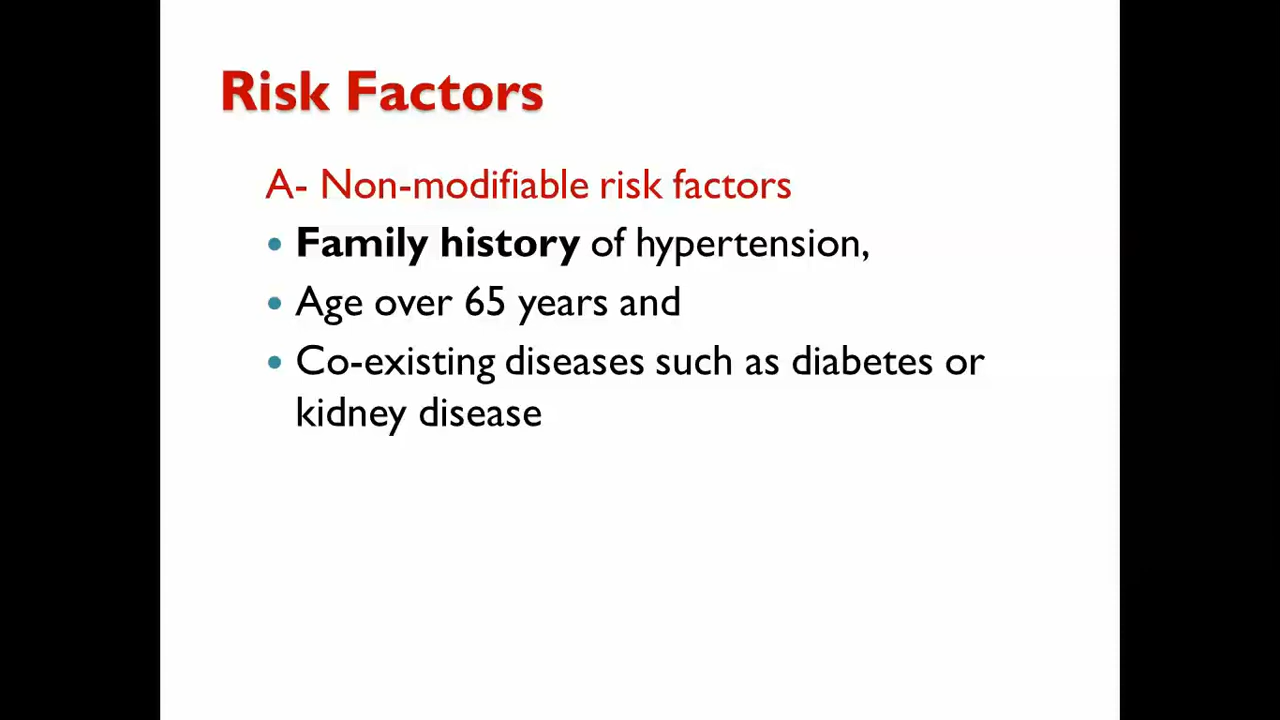 Risk Factors
A- Non-modifiable risk factors
• Family history of hypertension,
• Age over 65 years and
• Co-existing diseases such as diabetes or
kidney disease